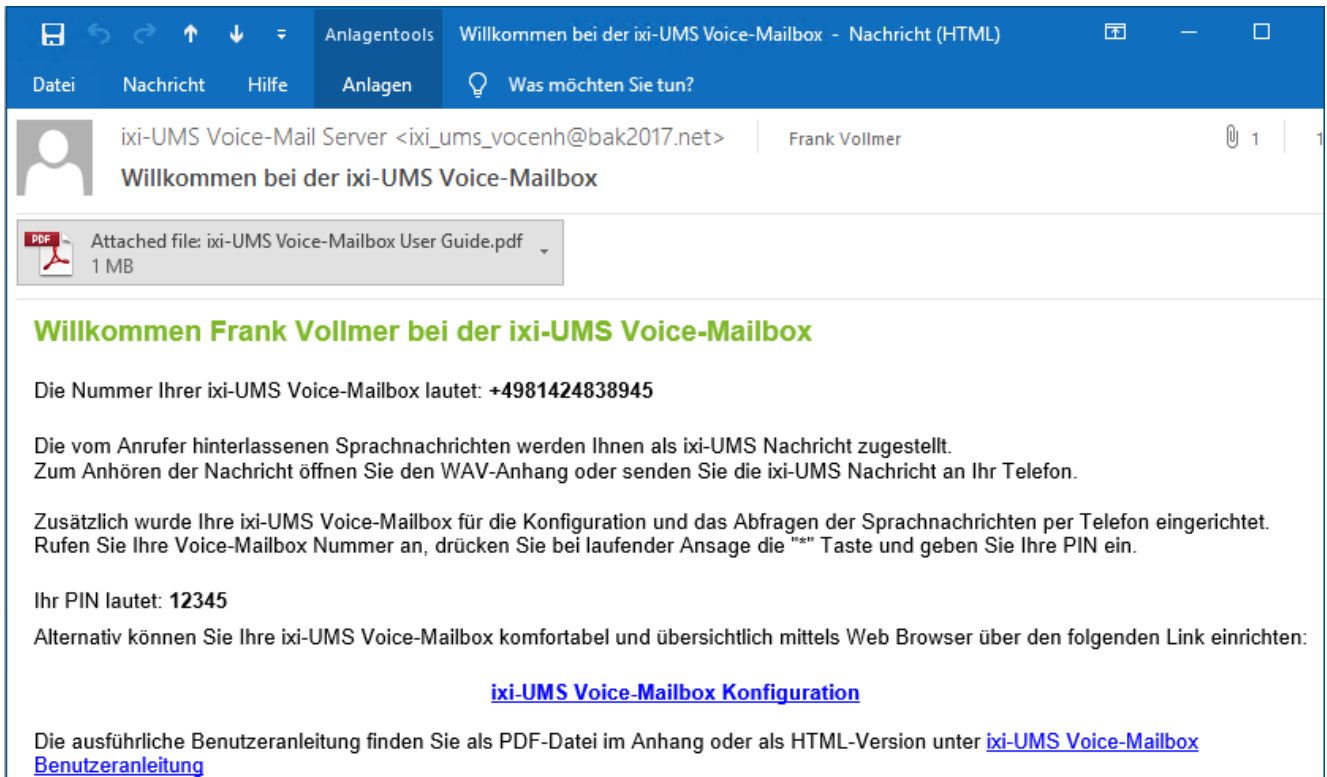 Anlagentools Willkommen bei der ixi-UMS Voice-Mailbox - Nachricht (HTML)
Datei Nachricht Hilfe Anlagen Was möchten Sie tun?
ixi-UMS Voice-Mail Server <ixi_ums_vocenh@bak2017.net> Frank Vollmer 1 1
Willkommen bei der ixi-UMS Voice-Mailbox
PDF Attached file: ixi-UMS Voice-Mailbox User Guide.pdf
1 MB
Willkommen Frank Vollmer bei der ixi-UMS Voice-Mailbox
Die Nummer Ihrer ixi-UMS Voice-Mailbox lautet: +4981424838945
Die vom Anrufer hinterlassenen Sprachnachrichten werden Ihnen als ixi-UMS Nachricht zugestellt.
Zum Anhören der Nachricht öffnen Sie den WAV-Anhang oder senden Sie die ixi-UMS Nachricht an Ihr Telefon.
Zusätzlich wurde Ihre ixi-UMS Voice-Mailbox für die Konfiguration und das Abfragen der Sprachnachrichten per Telefon eingerichtet.
Rufen Sie Ihre Voice-Mailbox Nummer an, drücken Sie bei laufender Ansage die "*" Taste und geben Sie Ihre PIN ein.
Ihr PIN lautet: 12345
Alternativ können Sie Ihre ixi-UMS Voice-Mailbox komfortabel und übersichtlich mittels Web Browser über den folgenden Link einrichten:
ixi-UMS Voice-Mailbox Konfiguration
Die ausführliche Benutzeranleitung finden Sie als PDF-Datei im Anhang oder als HTML-Version unter ixi-UMS Voice-Mailbox
Benutzeranleitung